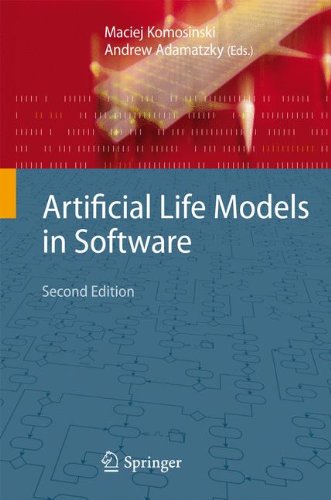 Maciej Komosinski
Andrew Adamatzky (Eds.)
Artificial Life Models
in Software
Second Edition
Springer